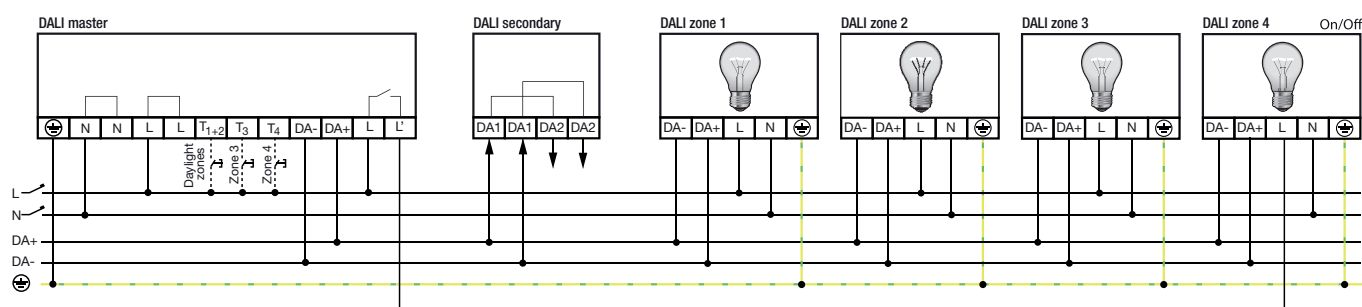 DALI master
DALI secondary
DALI zone 1
DALI zone 2
DALI zone 3
DALI zone 4
On/Off
N N L L T1+2 T3 T4 DA- DA+ L L'
DA1 DA1 DA2 DA2
DA- DA+ L N
DA- DA+ L N
DA- DA+ L N
DA- DA+ L N
Daylight
zones
Zone 3
Zone 4
L
N
DA+
DA-